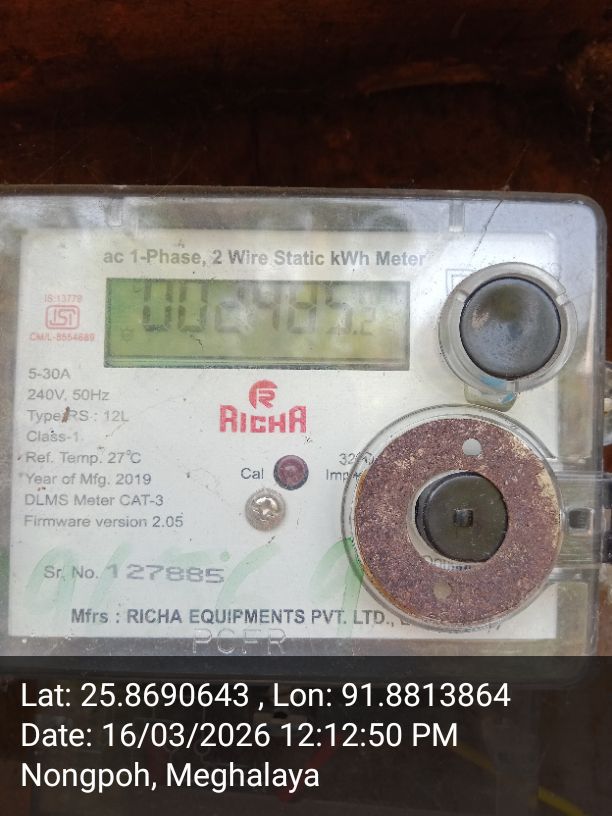 ac 1-Phase, 2 Wire Static kWh Meter
IS:13779
ISI
CM/L-8554689
5-30A
240V, 50Hz
Type RS : 12L
Class-1
Ref. Temp. 27°C
Year of Mfg. 2019
DLMS Meter CAT-3
Firmware version 2.05
RICHA
Cal
Sr. No. 127885
Mfrs : RICHA EQUIPMENTS PVT. LTD.,
Lat: 25.8690643 , Lon: 91.8813864
Date: 16/03/2026 12:12:50 PM
Nongpoh, Meghalaya